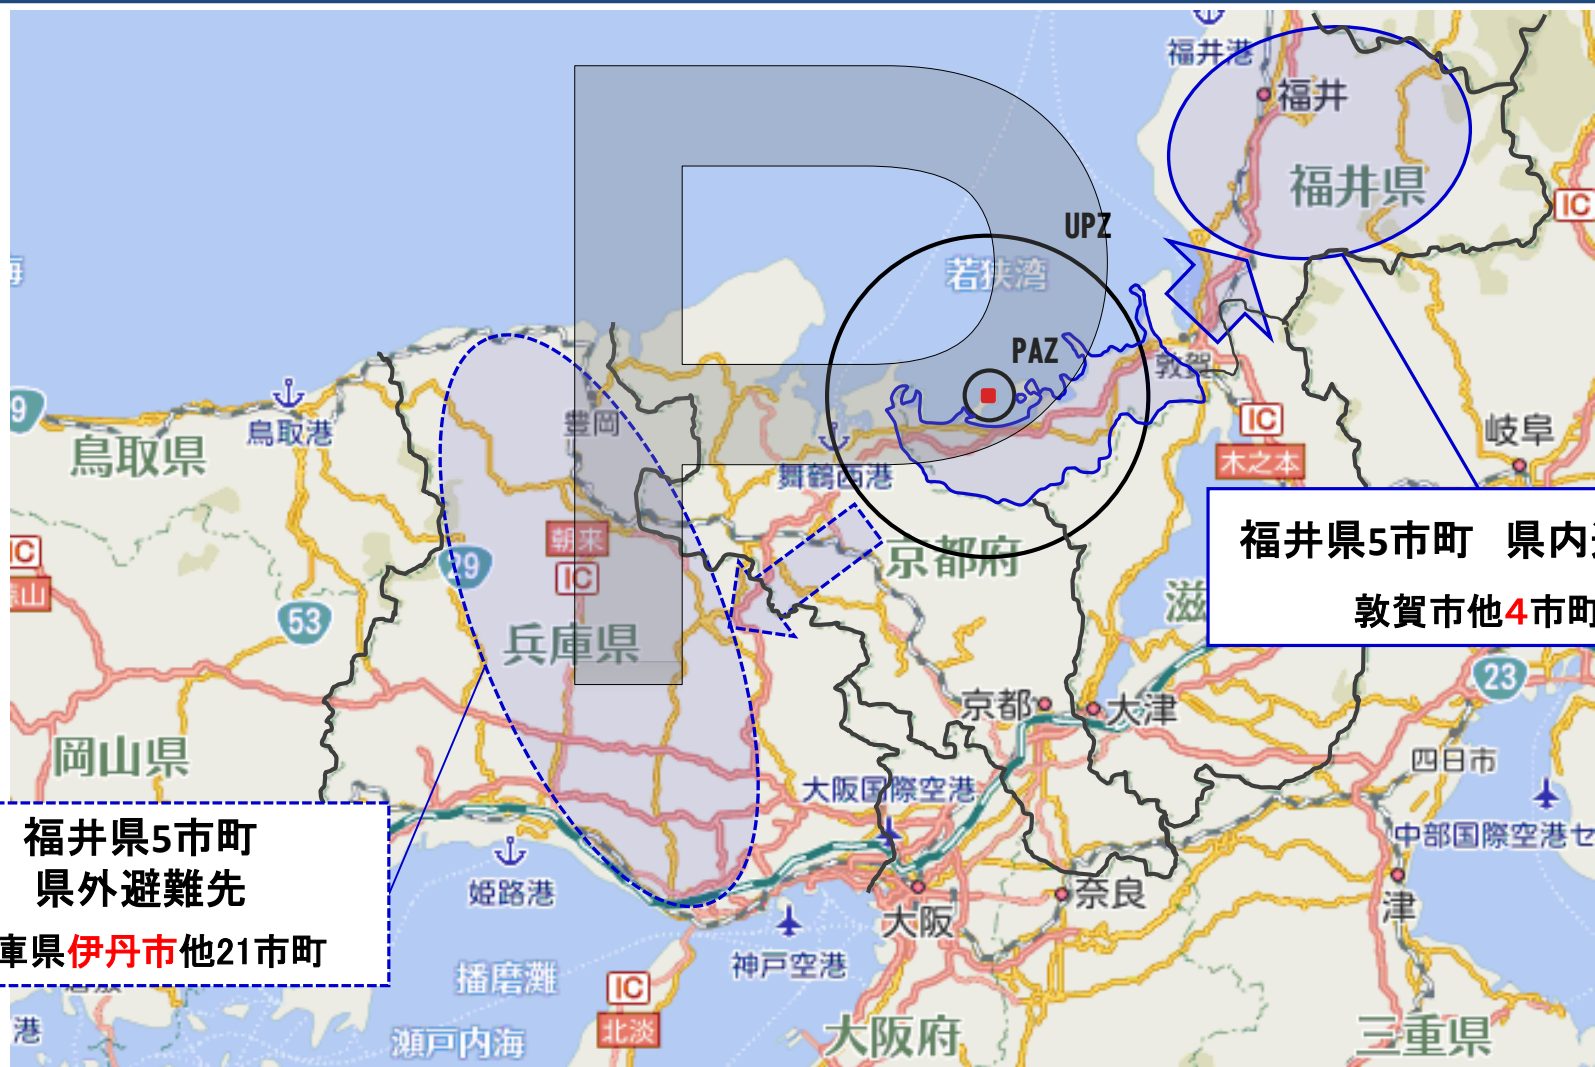 福井港
福井
福井県
IC
UPZ
若狭湾
PAZ
敦賀
海
9
鳥取港
鳥取県
豊岡
舞鶴西港
IC
木之本
岐阜
IC
山
29
朝来
IC
53
兵庫県
京都府
滋
福井県5市町 県内
敦賀市他4市町
23
京都
大津
四日市
岡山県
大阪国際空港
中部国際空港セ
福井県5市町
県外避難先
庫県伊丹市他21市町
姫路港
奈良
津
大阪
神戸空港
播磨灘
IC
北淡
港
瀬戸内海
大阪府
三重県